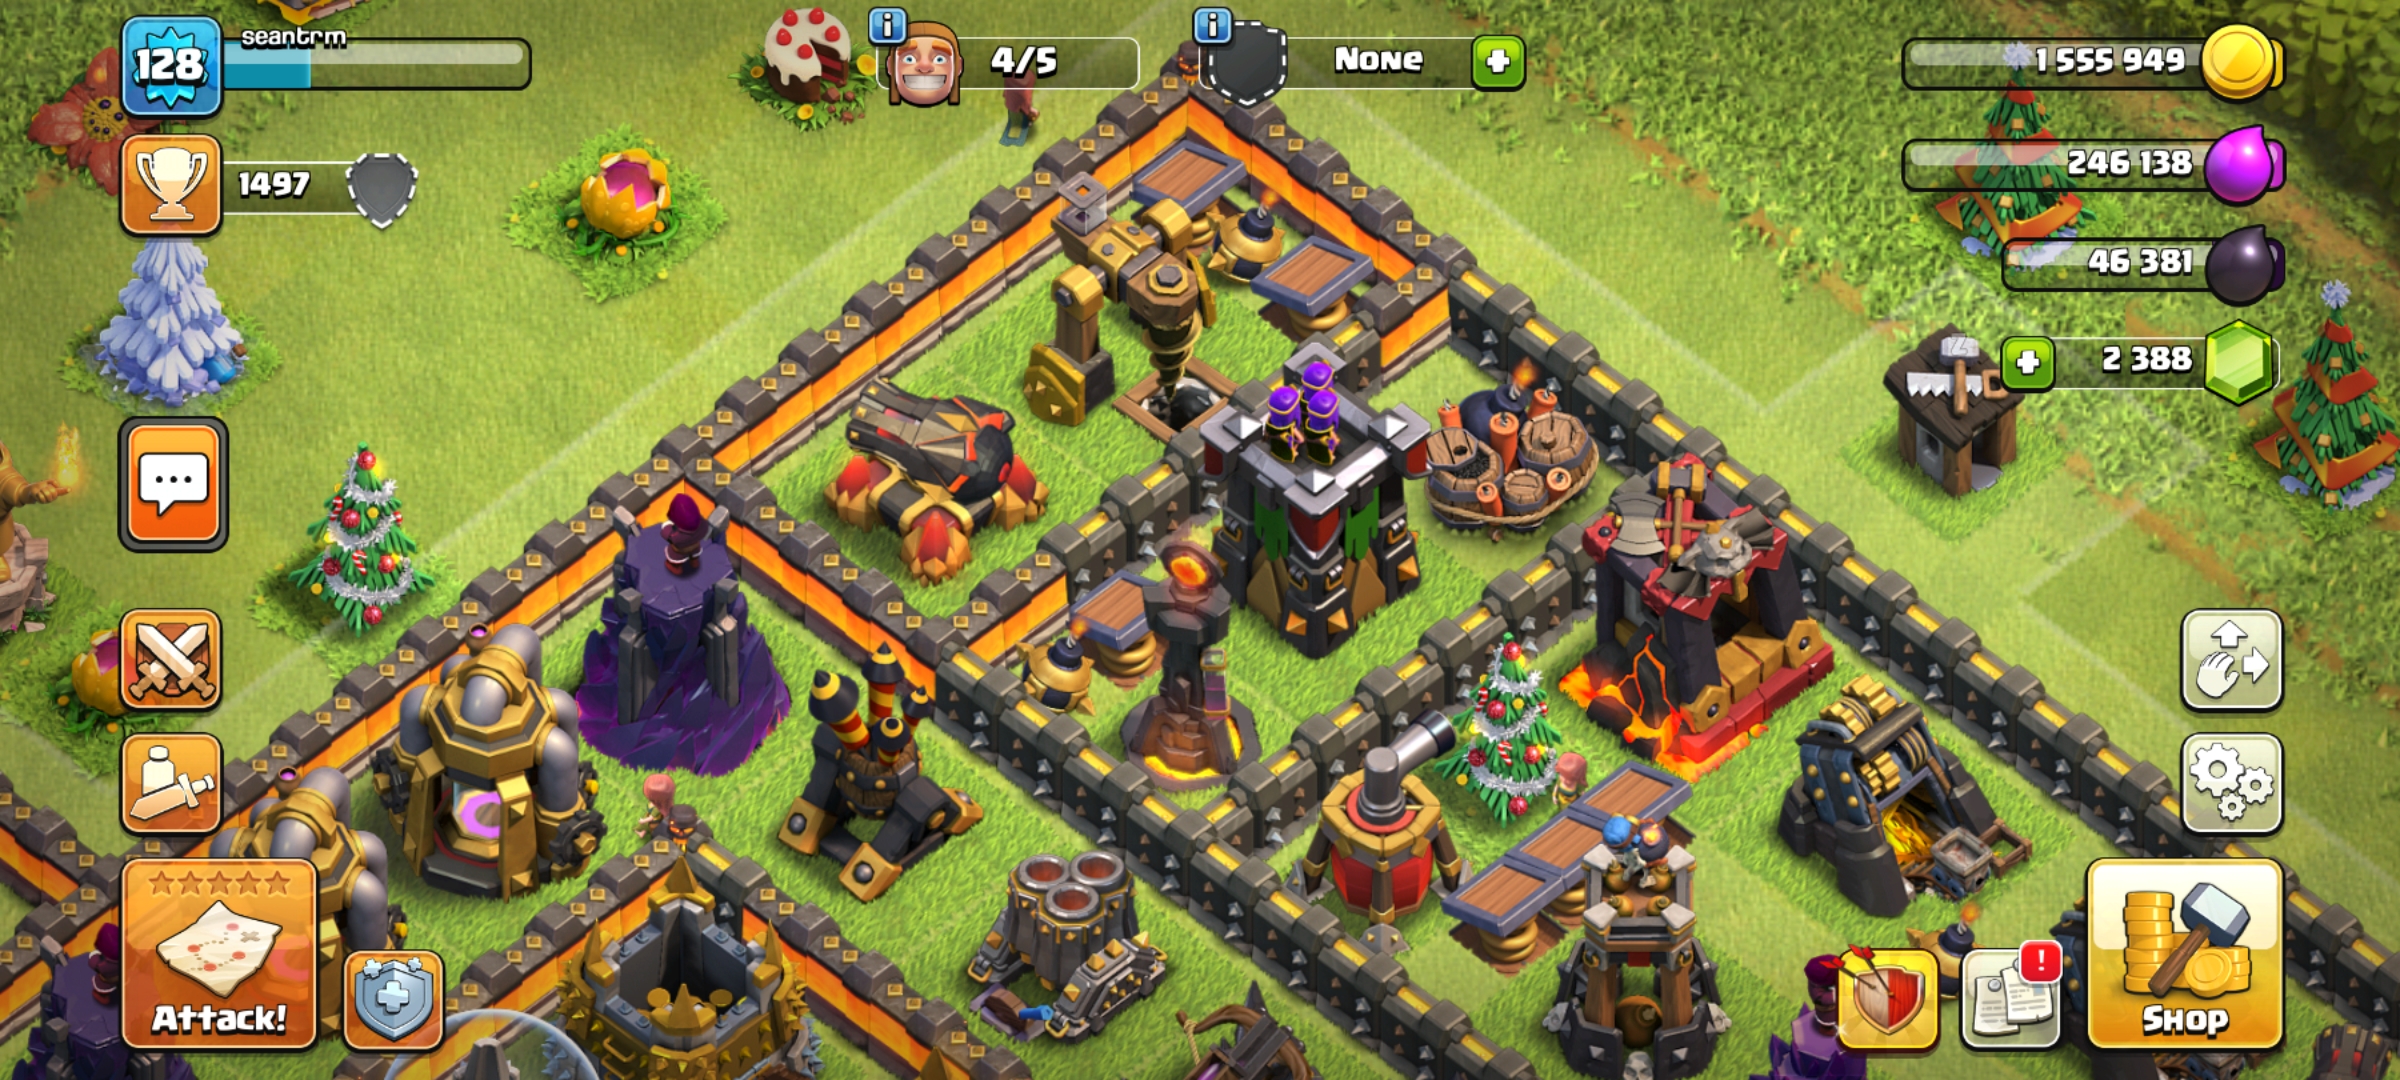 128
seantrm
i
4/5
i
None
+
1 555 949
1497
246 138
46 381
+
2 388
Attack!
!
Shop